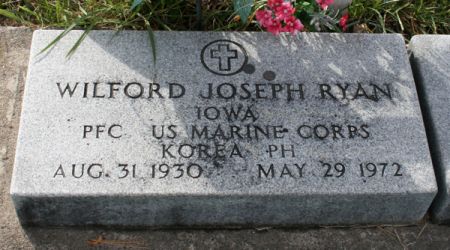 WILFORD JOSEPH RYAN
IOWA
PFC US MARINE CORPS
KOREA PH
AUG. 31 1930 MAY 29 1972